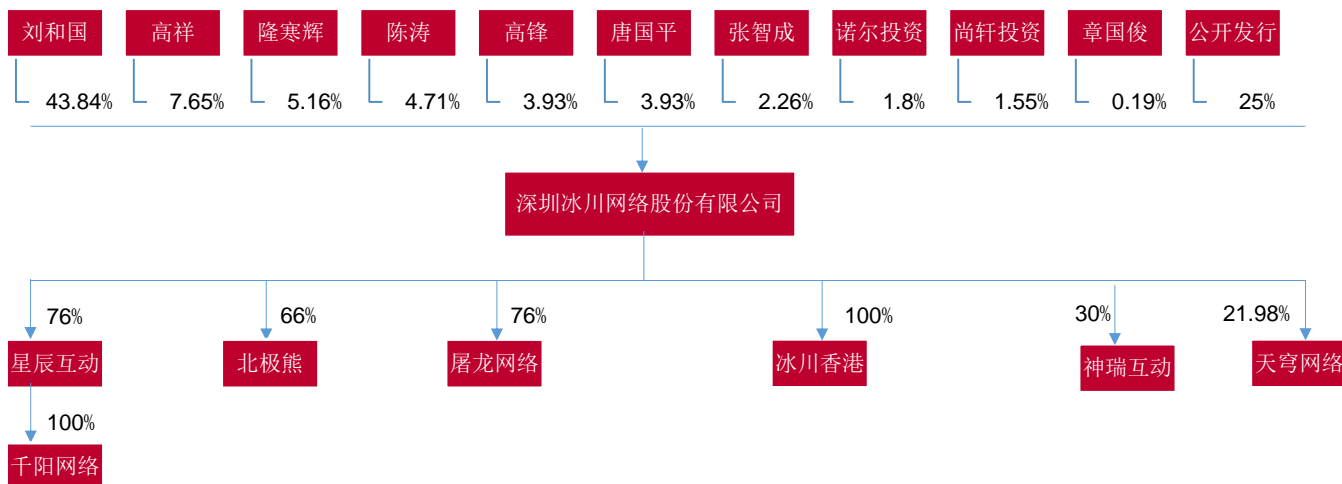 刘和国 高祥 隆寒辉 陈涛 高锋 唐国平 张智成 诺尔投资 尚轩投资 章国俊 公开发行
43.84% 7.65% 5.16% 4.71% 3.93% 3.93% 2.26% 1.8% 1.55% 0.19% 25%
深圳冰川网络股份有限公司
76% 66% 76% 100% 30% 21.98%
星辰互动 北极熊 屠龙网络 冰川香港 神瑞互动 天穹网络
100%
千阳网络